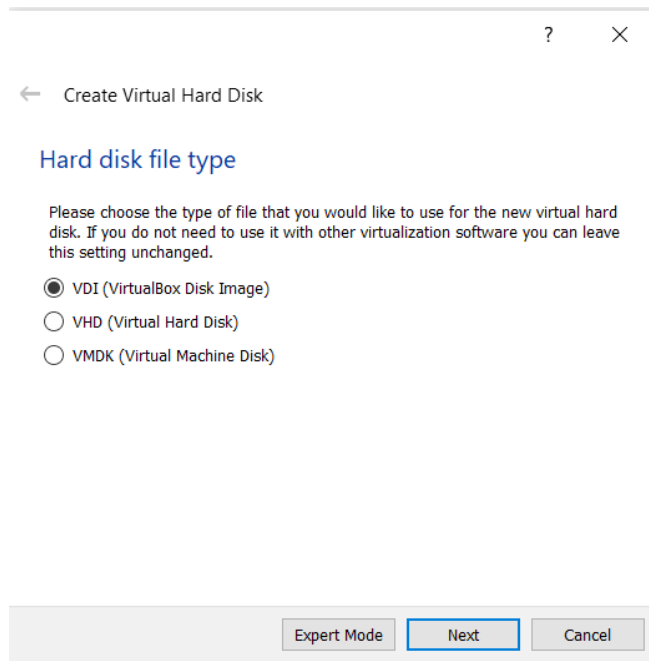 ?
Create Virtual Hard Disk
Hard disk file type
Please choose the type of file that you would like to use for the new virtual hard
disk. If you do not need to use it with other virtualization software you can leave
this setting unchanged.
VDI (VirtualBox Disk Image)
VHD (Virtual Hard Disk)
VMDK (Virtual Machine Disk)
Expert Mode Next Cancel